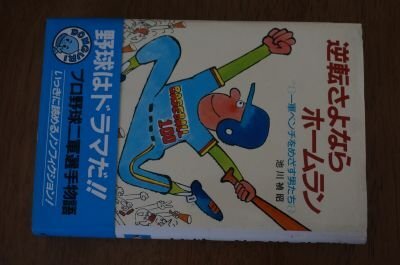 逆転さよなら
ホームラン
一軍ベンチをめざす男たち
池川禅昭
BASEBALL
100
野球はドラマだ!!
プロ野球二軍選手物語
いっきに読めるノンフィクション!